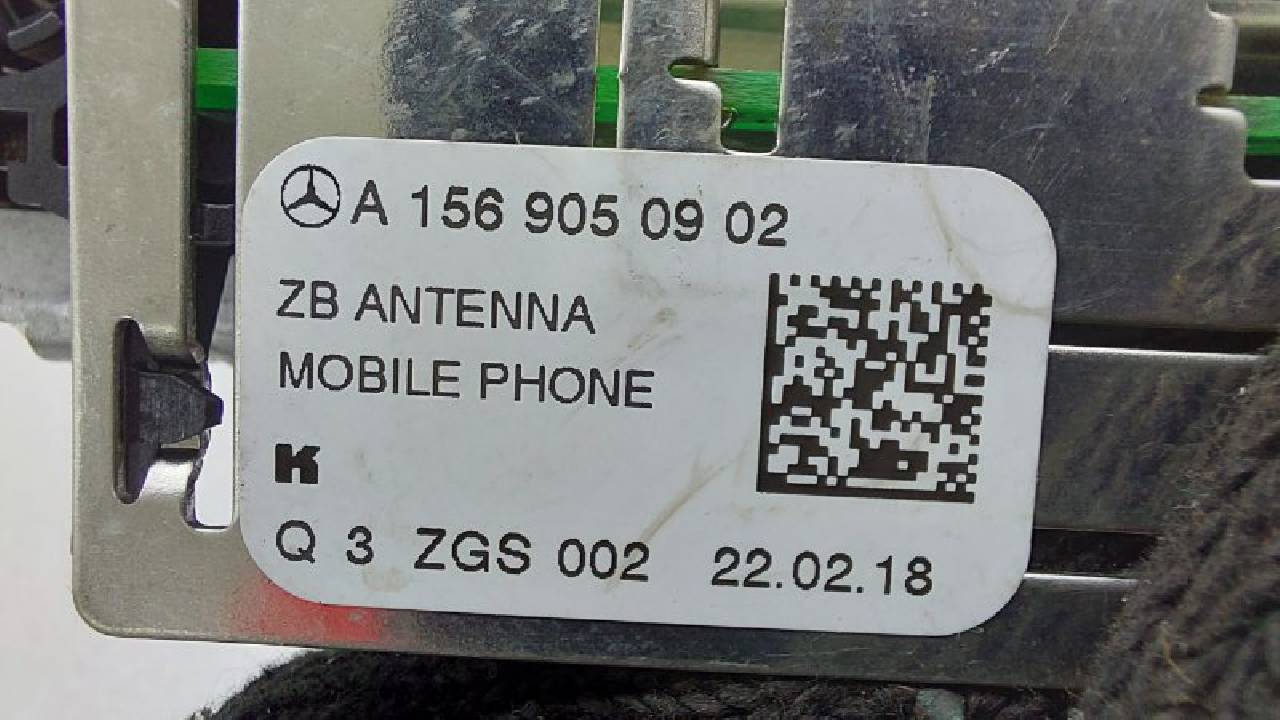 A 156 905 09 02
ZB ANTENNA
MOBILE PHONE
K
Q 3 ZGS 002 22.02.18